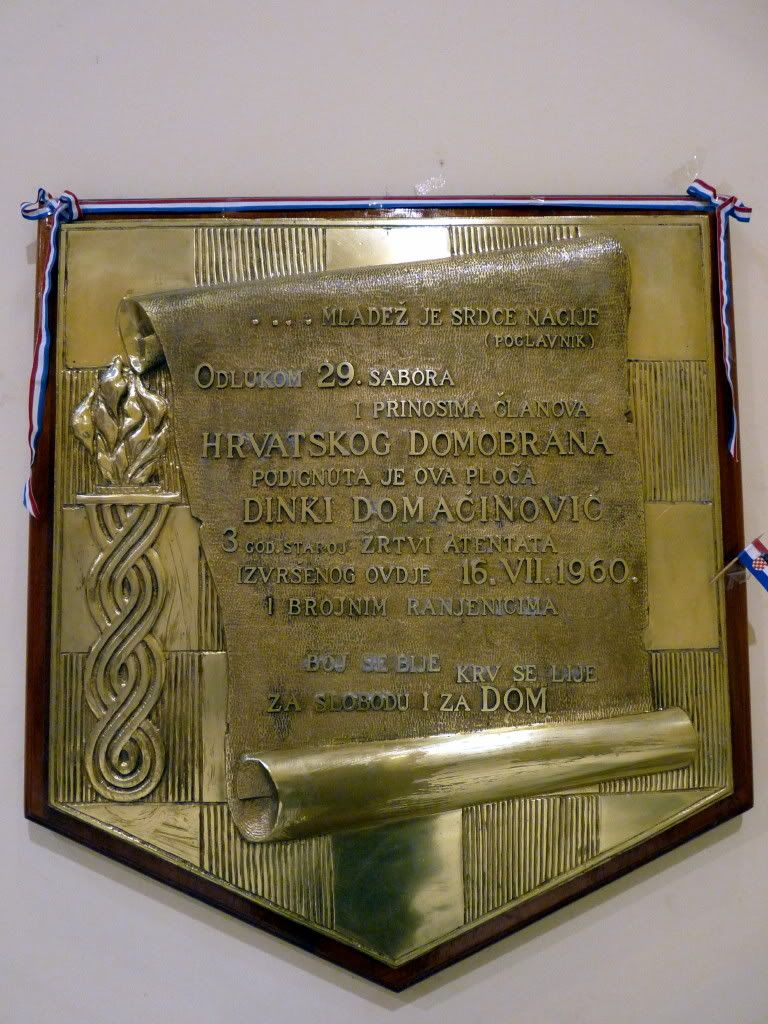 ....MLADEŽ JE SRDCE NACIJE
(POGLAVNIK)
ODLUKOM 29. SABORA
I PRINOSIMA ČLANOVA
HRVATSKOG DOMOBRANA
PODIGNUTA JE OVA PLOČA
DINKI DOMAČINOVIĆ
3 GOD. STAROJ ZRTVI ATENTATA
IZVRŠENOG OVDJE 16.VII.1960.
I BROJNIM RANJENICIMA
BOJ SE BIJE KRV SE LIJE
ZA SLOBODU I ZA DOM